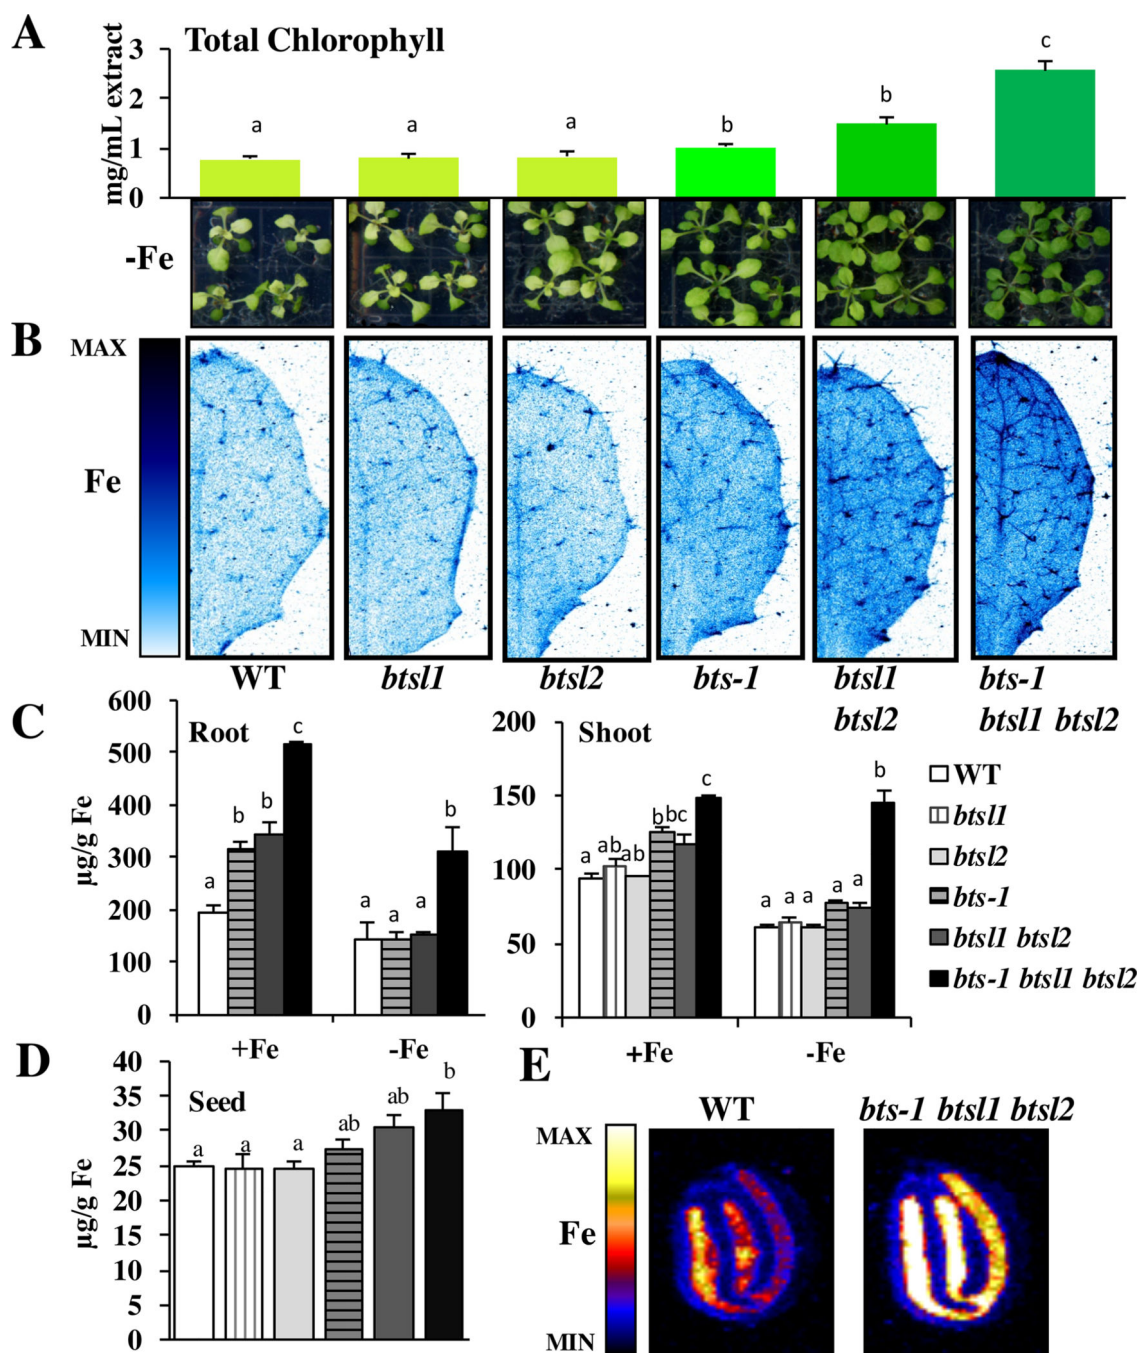 A
Total Chlorophyll
mg/mL extract
3
2
1
0
a
a
a
b
b
c
-Fe
B
MAX
Fe
MIN
WT
btsl1
btsl2
bts-1
btsl1
btsl2
bts-1
btsl1 btsl2
C
Root
µg/g Fe
600
500
400
300
200
100
0
a
b
b
c
a
a
a
b
+Fe
-Fe
Shoot
200
150
100
50
0
a
ab
ab
b
bc
c
a
a
a
a
a
b
+Fe
-Fe
WT
btsl1
btsl2
bts-1
btsl1 btsl2
bts-1 btsl1 btsl2
D
Seed
µg/g Fe
40
35
30
25
20
15
10
5
0
a
a
a
ab
ab
b
E
WT
bts-1 btsl1 btsl2
MAX
Fe
MIN